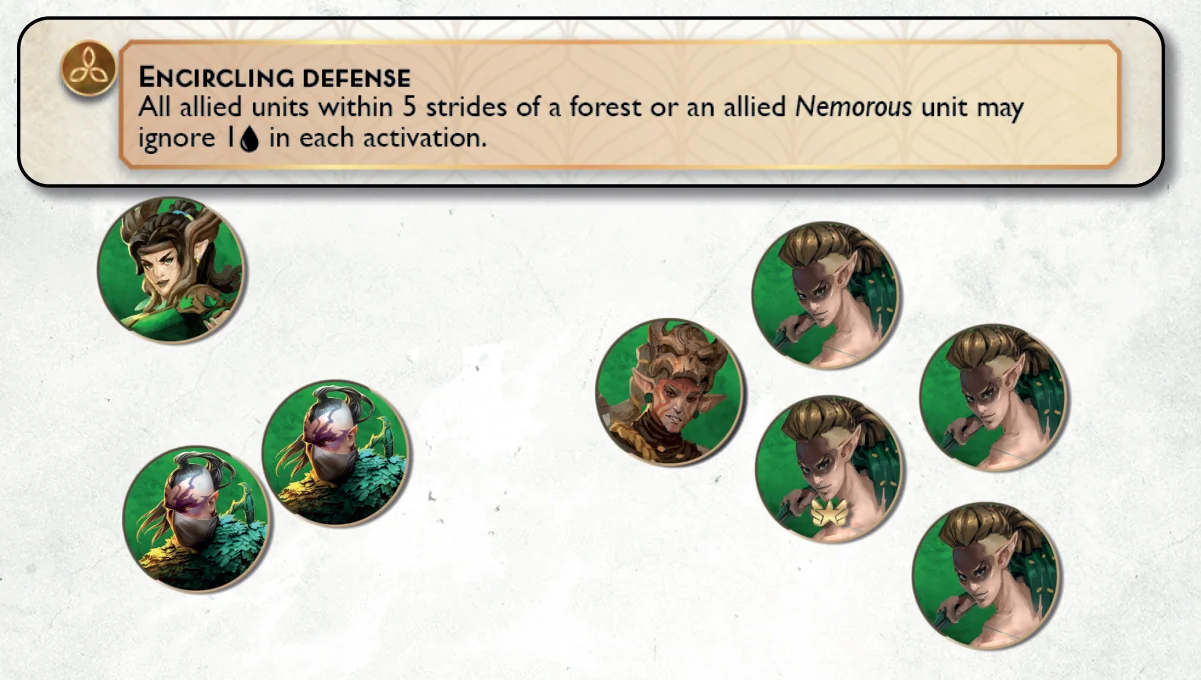 ENCIRCLING DEFENSE
All allied units within 5 strides of a forest or an allied Nemorous unit may
ignore 1 in each activation.